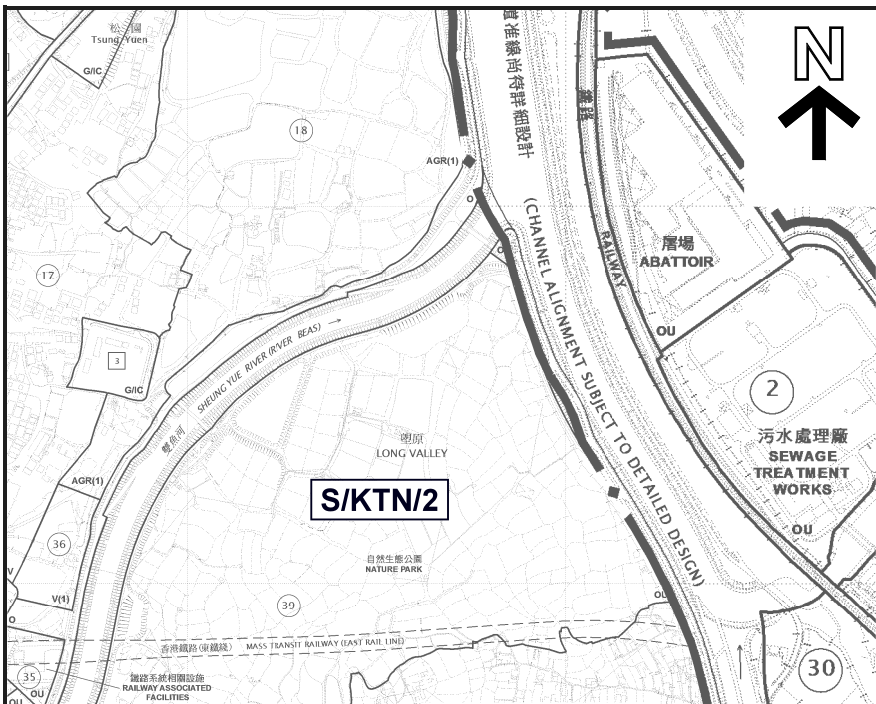 松園
Tsung Yuen
G/IC
18
AGR(1)
O
道准線尚待詳細設計
(CHANNEL ALIGNMENT SUBJECT TO DETAILED DESIGN)
鐵路
RAILWAY
N
屠場
ABATTOIR
OU
2
污水處理廠
SEWAGE
TREATMENT
WORKS
OU
17
3
G/IC
雙魚河
SHEUNG YUE RIVER (RIVER BEAS)
O
塱原
LONG VALLEY
S/KTN/2
AGR(1)
36
V
V(1)
O
自然生態公園
NATURE PARK
39
OU
香港鐵路(東鐵綫)
MASS TRANSIT RAILWAY (EAST RAIL LINE)
35
OU
OU
鐵路系統相關設施
RAILWAY ASSOCIATED
FACILITIES
30